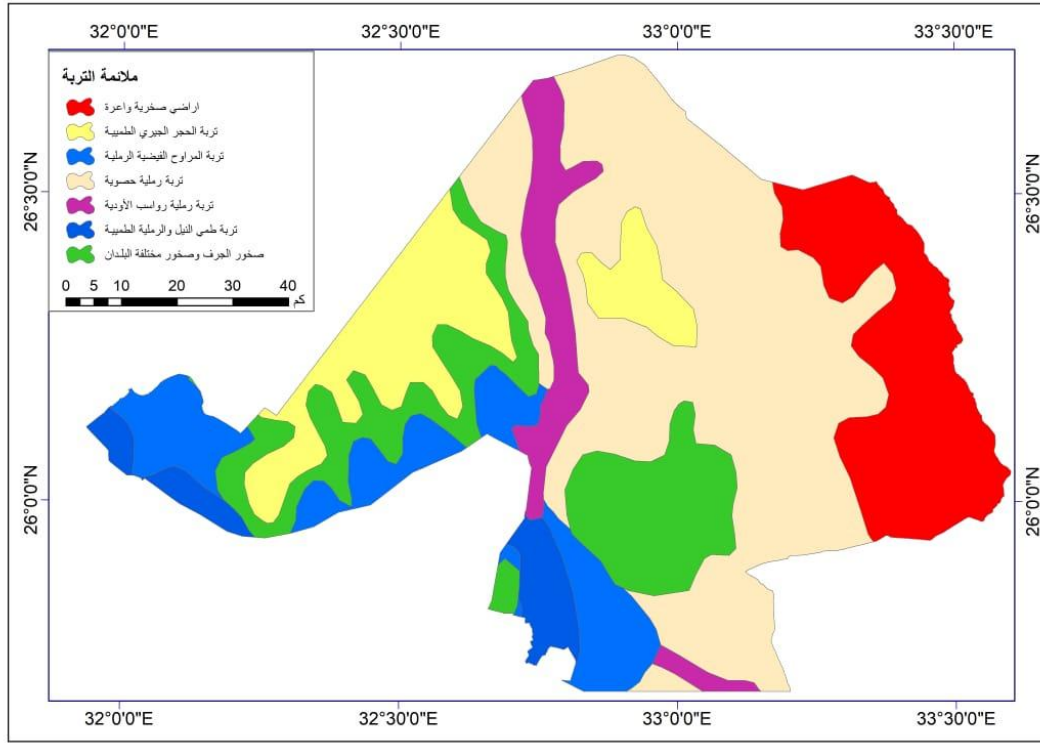 32°0'0"E 32°30'0"E 33°0'0"E 33°30'0"E
ملائمة التربة
اراضي صخرية واعرة
تربة الحجر الجيري الطميية
تربة المراوح الفيضية الرملية
تربة رملية حصوية
تربة رملية رواسب الأودية
تربة طمي النيل والرملية الطميية
صخور الجرف وصخور مختلفة البلدان
0 5 10 20 30 40 كم
26°30'0"N 26°30'0"N
26°0'0"N 26°0'0"N
32°0'0"E 32°30'0"E 33°0'0"E 33°30'0"E